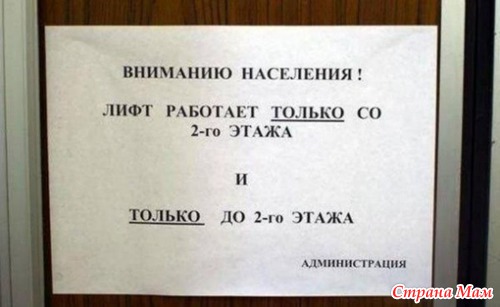 ВНИМАНИЮ НАСЕЛЕНИЯ !
ЛИФТ РАБОТАЕТ ТОЛЬКО СО
2-го ЭТАЖА
И
ТОЛЬКО ДО 2-го ЭТАЖА
АДМИНИСТРАЦИЯ
Страна Мам